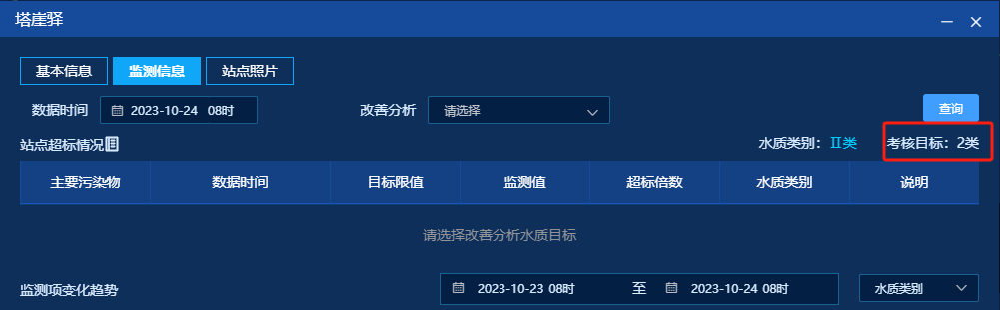 塔崖驿
基本信息 监测信息 站点照片
数据时间 2023-10-24 08时 改善分析 请选择 查询
站点超标情况 水质类别：Ⅱ类 考核目标：2类
主要污染物 数据时间 目标限值 监测值 超标倍数 水质类别 说明
请选择改善分析水质目标
监测项变化趋势 2023-10-23 08时 至 2023-10-24 08时 水质类别